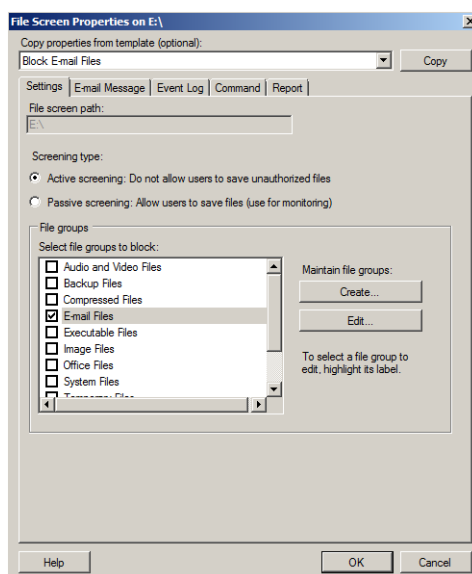 File Screen Properties on E:\
Copy properties from template (optional):
Block E-mail Files
Copy
Settings
E-mail Message
Event Log
Command
Report
File screen path:
E:\
Screening type:
Active screening: Do not allow users to save unauthorized files
Passive screening: Allow users to save files (use for monitoring)
File groups
Select file groups to block:
Audio and Video Files
Backup Files
Compressed Files
E-mail Files
Executable Files
Image Files
Office Files
System Files
Temporary Files
Maintain file groups:
Create...
Edit...
To select a file group to
edit, highlight its label.
Help
OK
Cancel